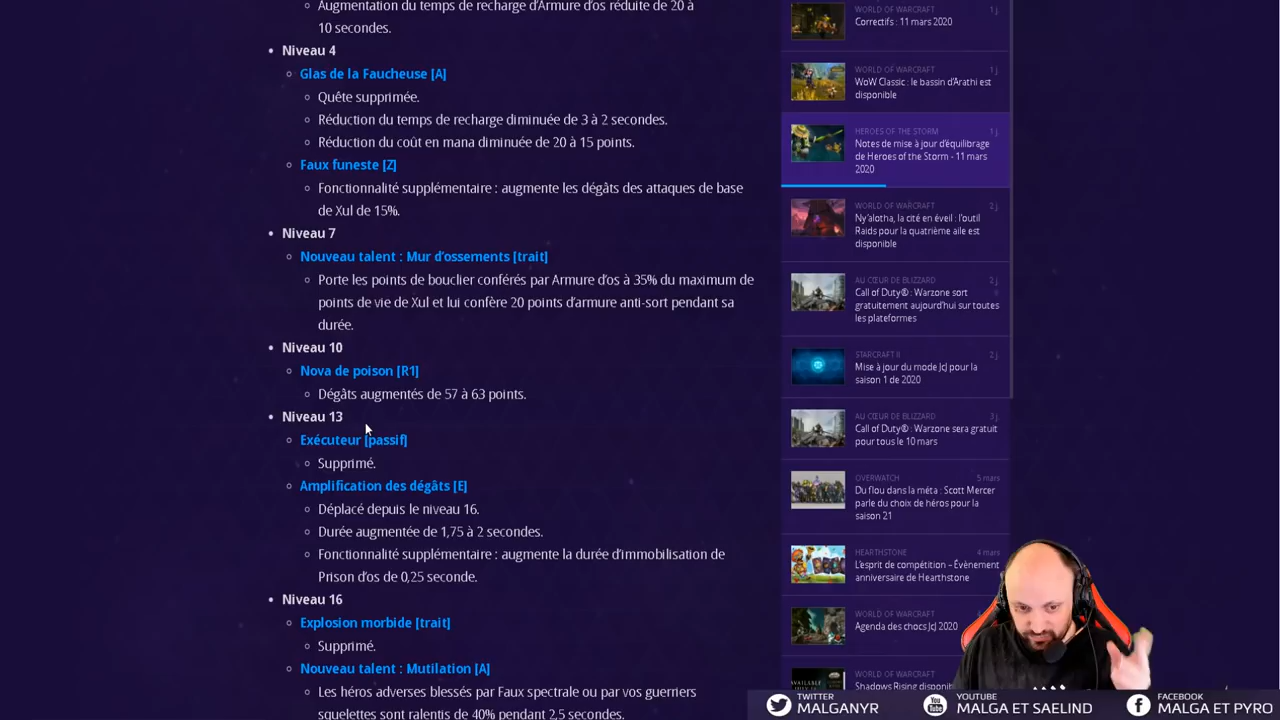 Augmentation du temps de recharge d'Armure d'os réduite de 20 à
10 secondes.
Niveau 4
Glas de la Faucheuse [A]
Quête supprimée.
Réduction du temps de recharge diminuée de 3 à 2 secondes.
Réduction du coût en mana diminuée de 20 à 15 points.
Faux funeste [Z]
Fonctionnalité supplémentaire : augmente les dégâts des attaques de base
de Xul de 15%.
Niveau 7
Nouveau talent : Mur d'ossements [trait]
Porte les points de bouclier conférés par Armure d'os à 35% du maximum de
points de vie de Xul et lui confère 20 points d'armure anti-sort pendant sa
durée.
Niveau 10
Nova de poison [R1]
Dégâts augmentés de 57 à 63 points.
Niveau 13
Exécuteur [passif]
Supprimé.
Amplification des dégâts [E]
Déplacé depuis le niveau 16.
Durée augmentée de 1,75 à 2 secondes.
Fonctionnalité supplémentaire : augmente la durée d'immobilisation de
Prison d'os de 0,25 seconde.
Niveau 16
Explosion morbide [trait]
Supprimé.
Nouveau talent : Mutilation [A]
Les héros adverses blessés par Faux spectrale ou par vos guerriers
squelettes sont ralentis de 40% pendant 2,5 secondes.
WORLD OF WARCRAFT 1 j.
Correctifs : 11 mars 2020
WORLD OF WARCRAFT 1 j.
WoW Classic : le bassin d'Arathi est
disponible
HEROES OF THE STORM 1 j.
Notes de mise à jour d'équilibrage
de Heroes of the Storm - 11 mars
2020
WORLD OF WARCRAFT 2 j.
Ny'alotha, la cité en éveil : l'outil
Raids pour la quatrième aile est
disponible
AU CŒUR DE BLIZZARD 2 j.
Call of Duty® : Warzone sort
gratuitement aujourd'hui sur toutes
les plateformes
STARCRAFT II 2 j.
Mise à jour du mode JcJ pour la
saison 1 de 2020
AU CŒUR DE BLIZZARD 3 j.
Call of Duty® : Warzone sera gratuit
pour tous le 10 mars
OVERWATCH 5 mars
Du flou dans la méta : Scott Mercer
parle du choix de héros pour la
saison 21
HEARTHSTONE 4 mars
L'esprit de compétition – Évènement
anniversaire de Hearthstone
WORLD OF WARCRAFT
Agenda des chocs JcJ 2020
WORLD OF WARCRAFT
Shadows Rising
TWITTER
MALGANYR
YOUTUBE
MALGA ET SAELIND
FACEBOOK
MALGA ET PYRO